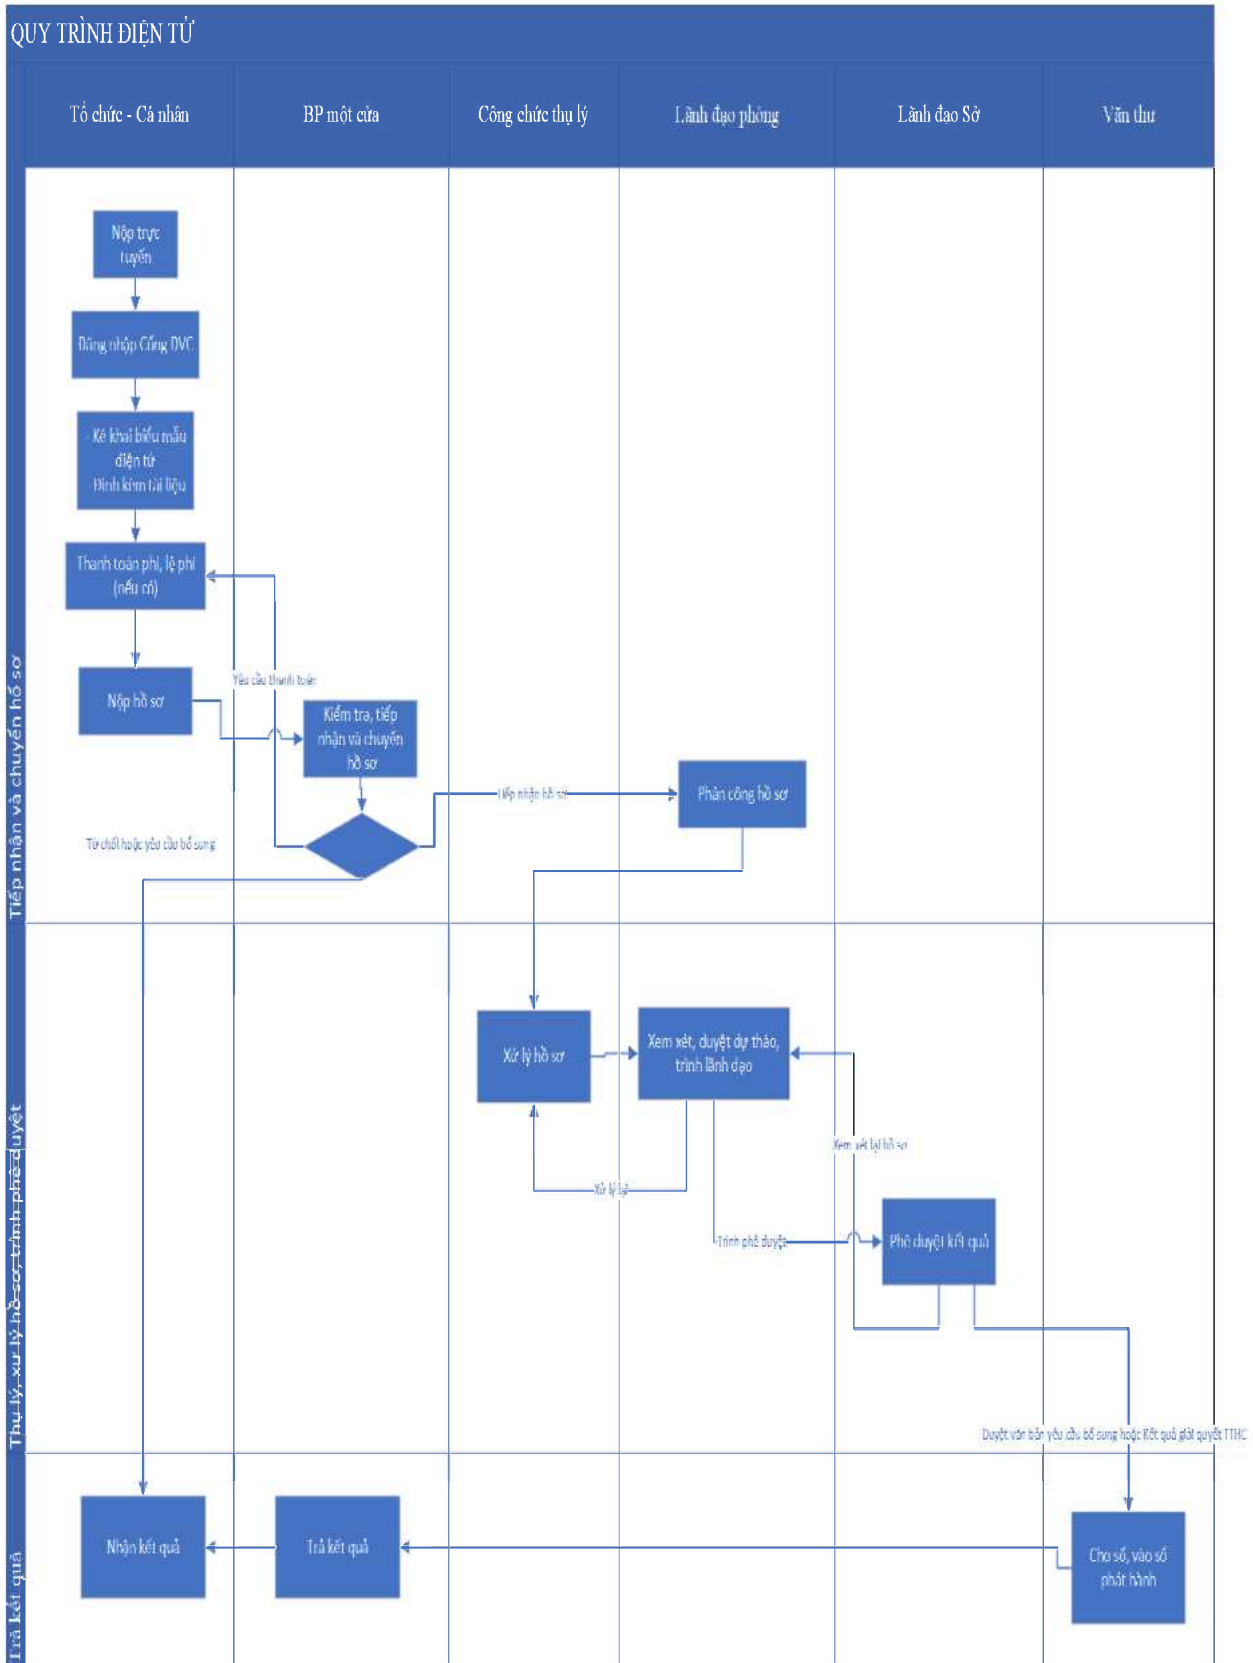 QUY TRÌNH ĐIỆN TỬ
Tổ chức - Cá nhân
BP một cửa
Công chức thụ lý
Lãnh đạo phòng
Lãnh đạo Sở
Văn thư
Tiếp nhận và chuyển hồ sơ
Nộp trực
tuyến
Đăng nhập Cổng DVC
- Kê khai biểu mẫu
điện tử
- Đính kèm tài liệu
Thanh toán phí, lệ phí
(nếu có)
Yêu cầu thanh toán
Nộp hồ sơ
Kiểm tra, tiếp
nhận và chuyển
hồ sơ
Tiếp nhận hồ sơ
Phân công hồ sơ
Từ chối hoặc yêu cầu bổ sung
Thụ lý, xử lý hồ sơ, trình phê duyệt
Xử lý hồ sơ
Xem xét, duyệt dự thảo,
trình lãnh đạo
Xem xét lại hồ sơ
Xử lý lại
Trình phê duyệt
Phê duyệt kết quả
Duyệt văn bản yêu cầu bổ sung hoặc Kết quả giải quyết TTHC
Trả kết quả
Nhận kết quả
Trả kết quả
Cho số, vào sổ
phát hành